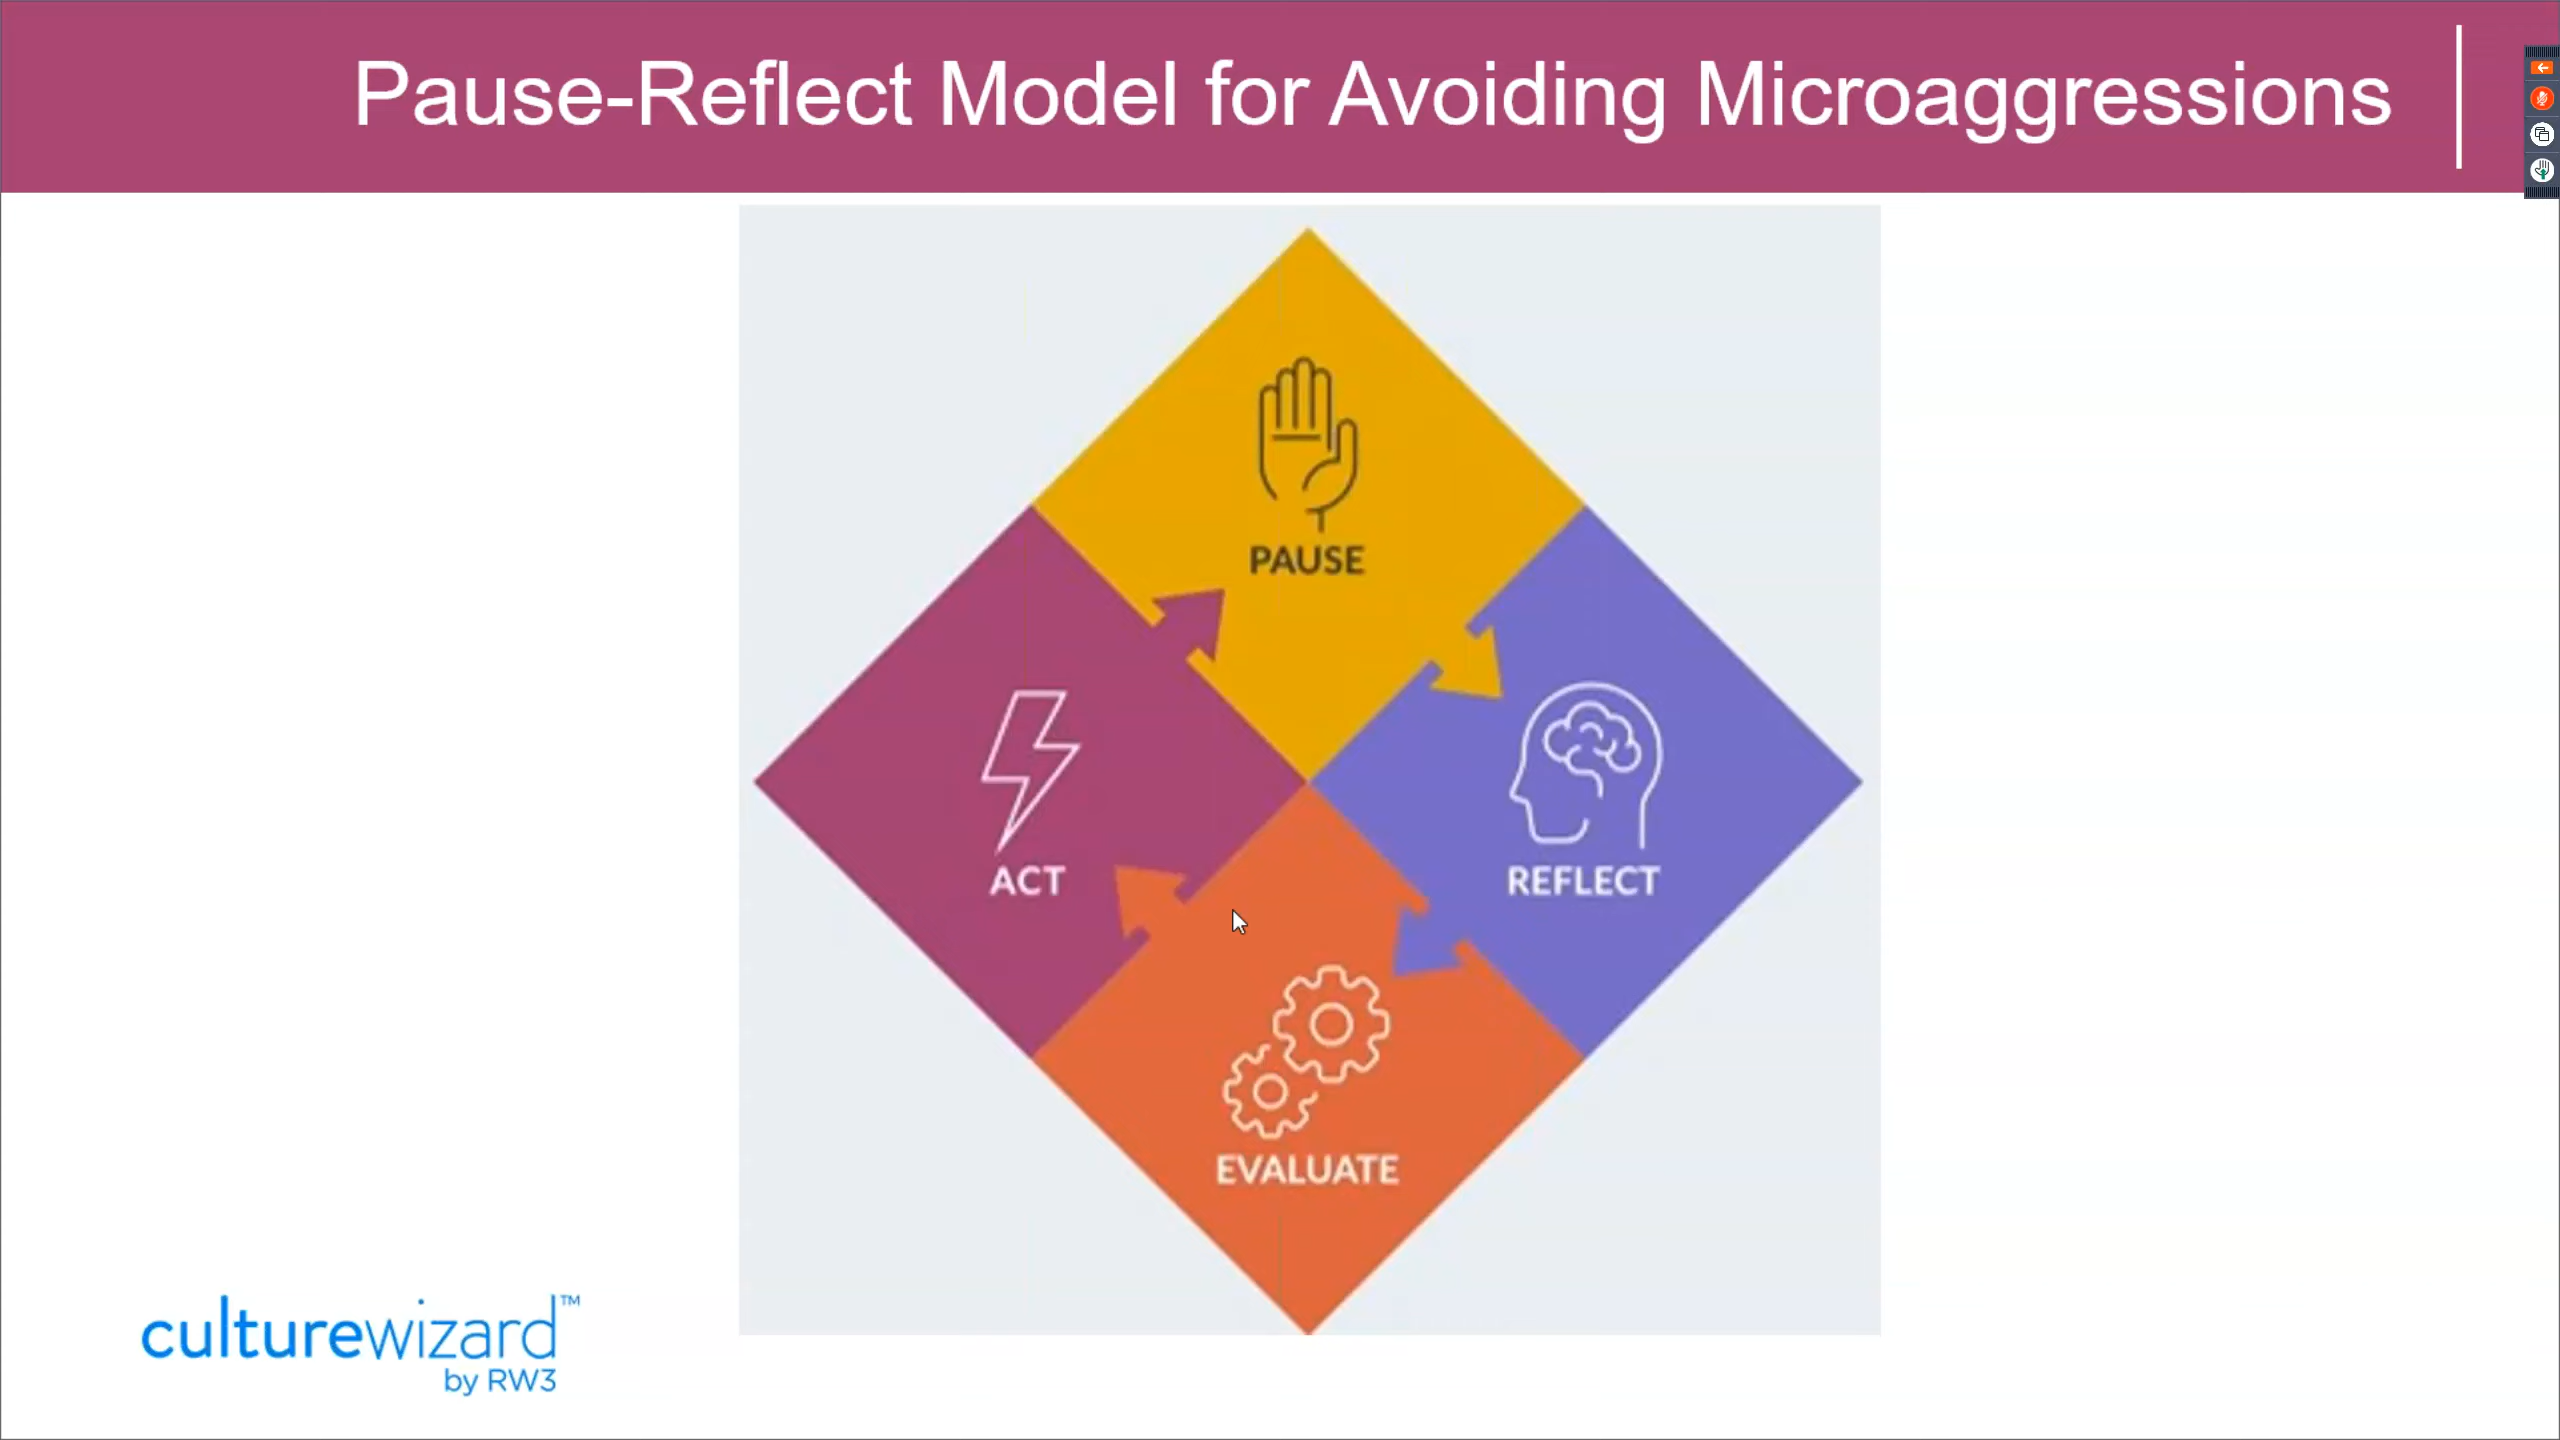 Pause-Reflect Model for Avoiding Microaggressions
PAUSE
ACT
REFLECT
EVALUATE
culturewizard™
by RW3